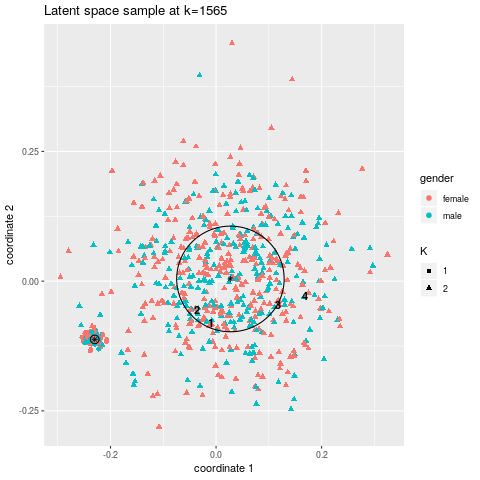 Latent space sample at k=1565
coordinate 2
0.25
0.00
-0.25
-0.2
0.0
0.2
coordinate 1
2
1
3
4
gender
female
male
K
1
2